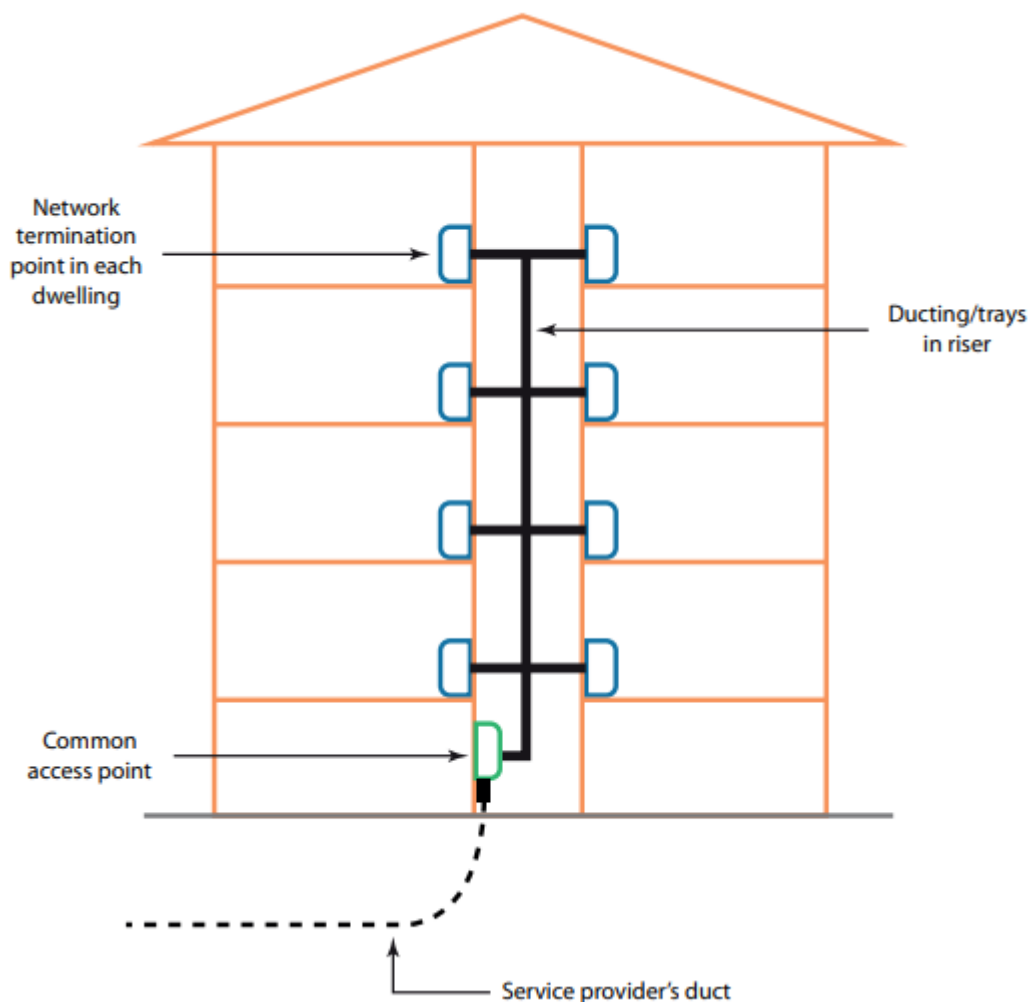 Network
termination
point in each
dwelling
Ducting/trays
in riser
Common
access point
Service provider's duct